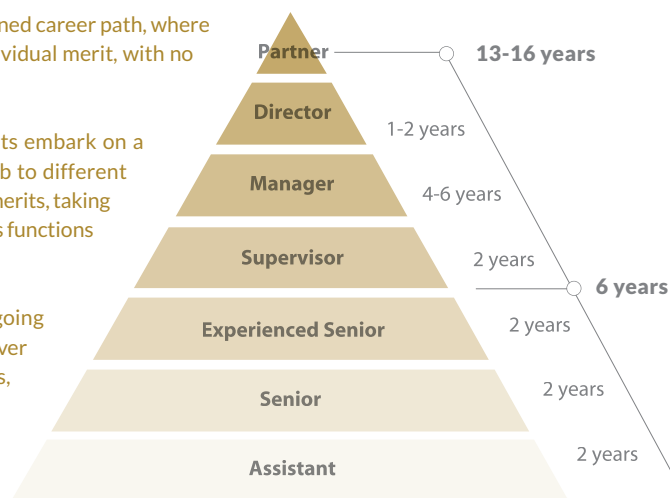 ned career path, where
vidual merit, with no
ts embark on a
b to different
nerits, taking
s functions
going
ver
s,
Partner
13-16 years
Director
1-2 years
Manager
4-6 years
Supervisor
2 years
6 years
Experienced Senior
2 years
Senior
2 years
Assistant
2 years